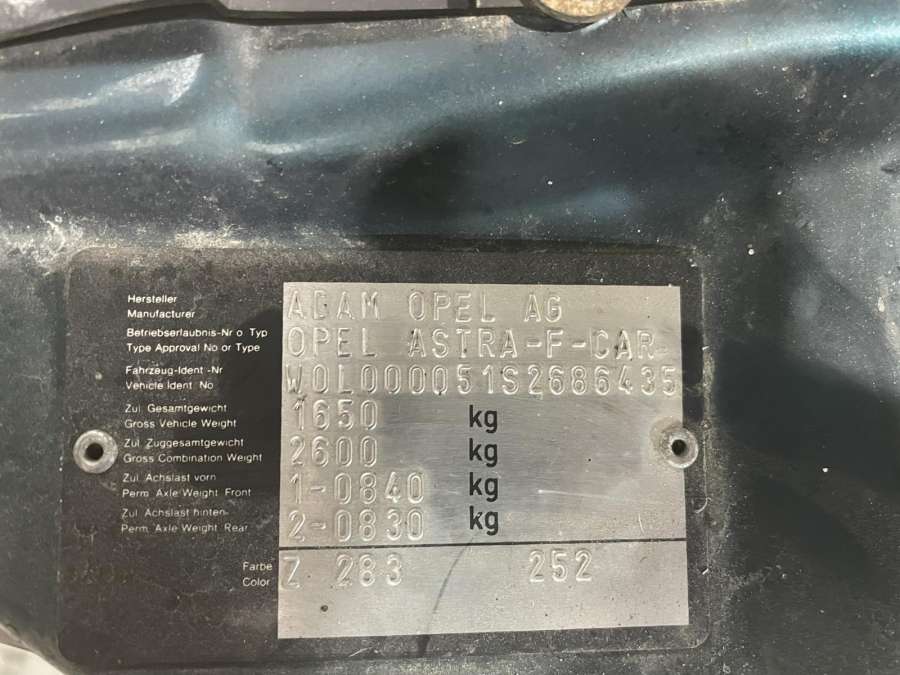 Hersteller
Manufacturer
ADAM OPEL AG
Betriebserlaubnis-Nr o Typ
Type Approval No or Type
OPEL ASTRA-F-CAR
Fahrzeug-Ident.-Nr
Vehicle Ident. No
W0L000051S2686435
Zul. Gesamtgewicht
Gross Vehicle Weight
1650 kg
Zul. Zuggesamtgewicht
Gross Combination Weight
2600 kg
Zul. Achslast vorn
Perm. Axle Weight Front
1-0840 kg
Zul. Achslast hinten
Perm. Axle Weight Rear
2-0830 kg
Farbe
Color
Z 283 252